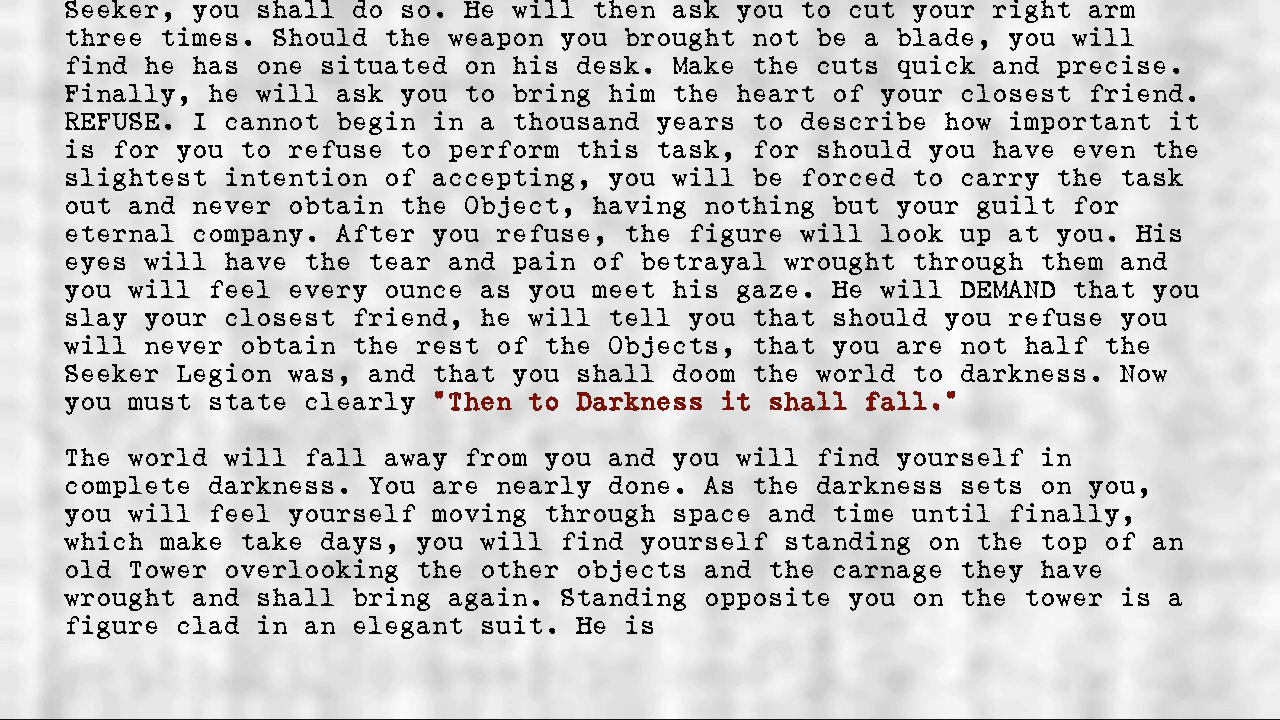 Seeker, you shall do so. He will then ask you to cut your right arm
three times. Should the weapon you brought not be a blade, you will
find he has one situated on his desk. Make the cuts quick and precise.
Finally, he will ask you to bring him the heart of your closest friend.
REFUSE. I cannot begin in a thousand years to describe how important it
is for you to refuse to perform this task, for should you have even the
slightest intention of accepting, you will be forced to carry the task
out and never obtain the Object, having nothing but your guilt for
eternal company. After you refuse, the figure will look up at you. His
eyes will have the tear and pain of betrayal wrought through them and
you will feel every ounce as you meet his gaze. He will DEMAND that you
slay your closest friend, he will tell you that should you refuse you
will never obtain the rest of the Objects, that you are not half the
Seeker Legion was, and that you shall doom the world to darkness. Now
you must state clearly "Then to Darkness it shall fall."
The world will fall away from you and you will find yourself in
complete darkness. You are nearly done. As the darkness sets on you,
you will feel yourself moving through space and time until finally,
which make take days, you will find yourself standing on the top of an
old Tower overlooking the other objects and the carnage they have
wrought and shall bring again. Standing opposite you on the tower is a
figure clad in an elegant suit. He is